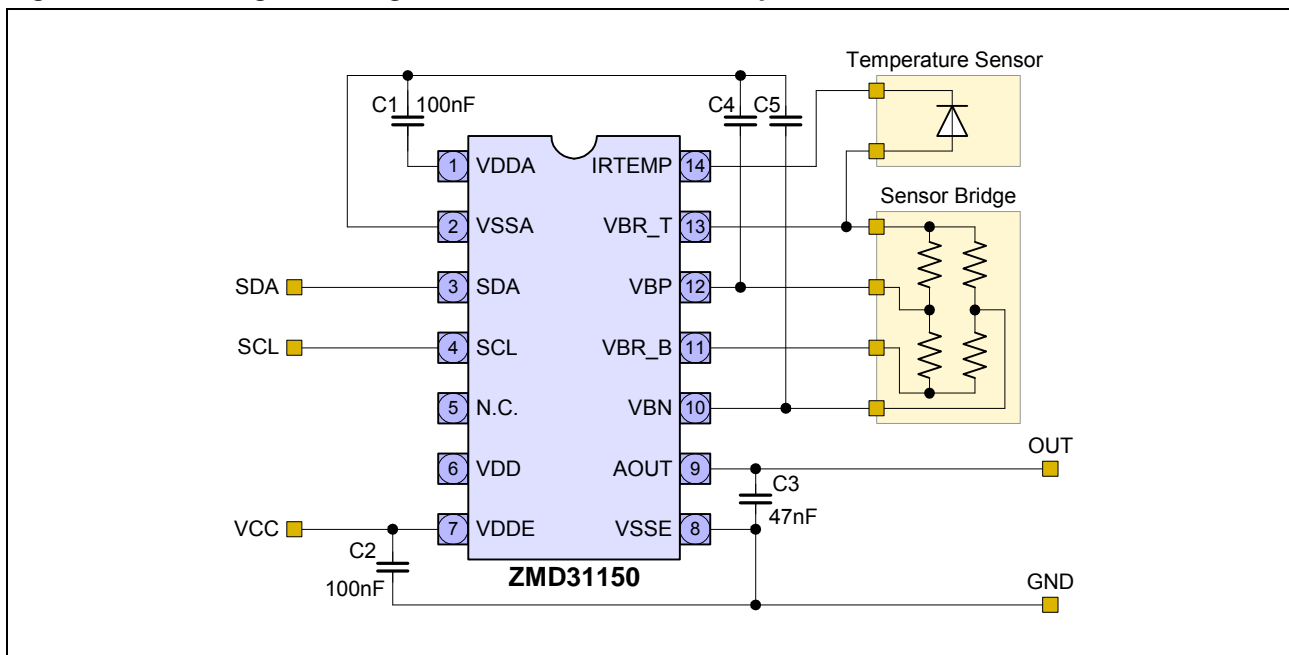 Temperature Sensor
C1 100nF
C4 C5
1 VDDA IRTEMP 14
Sensor Bridge
2 VSSA VBR_T 13
SDA 3 SDA VBP 12
SCL 4 SCL VBR_B 11
5 N.C. VBN 10
OUT
6 VDD AOUT 9
C3
47nF
VCC 7 VDDE VSSE 8
C2
100nF
ZMD31150
GND